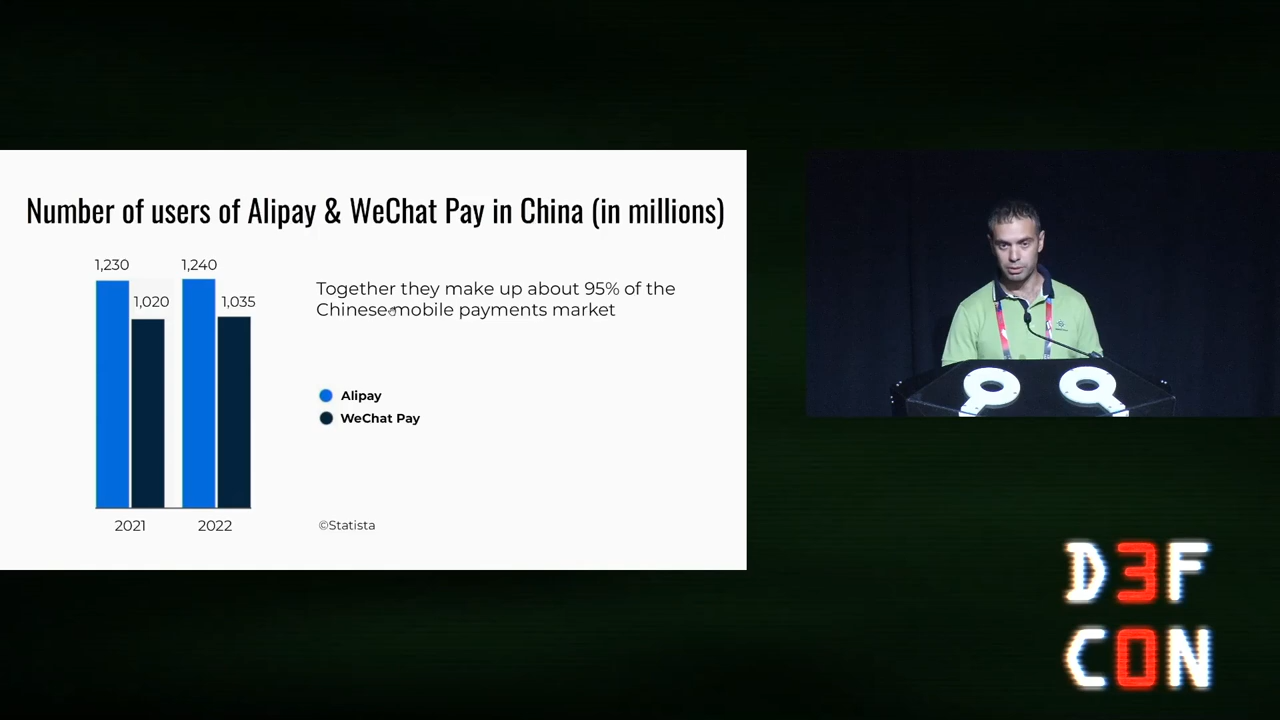 Number of users of Alipay & WeChat Pay in China (in millions)
1,230
1,020
1,240
1,035
2021
2022
Together they make up about 95% of the
Chinese mobile payments market
Alipay
WeChat Pay
©Statista
D3F
C0N